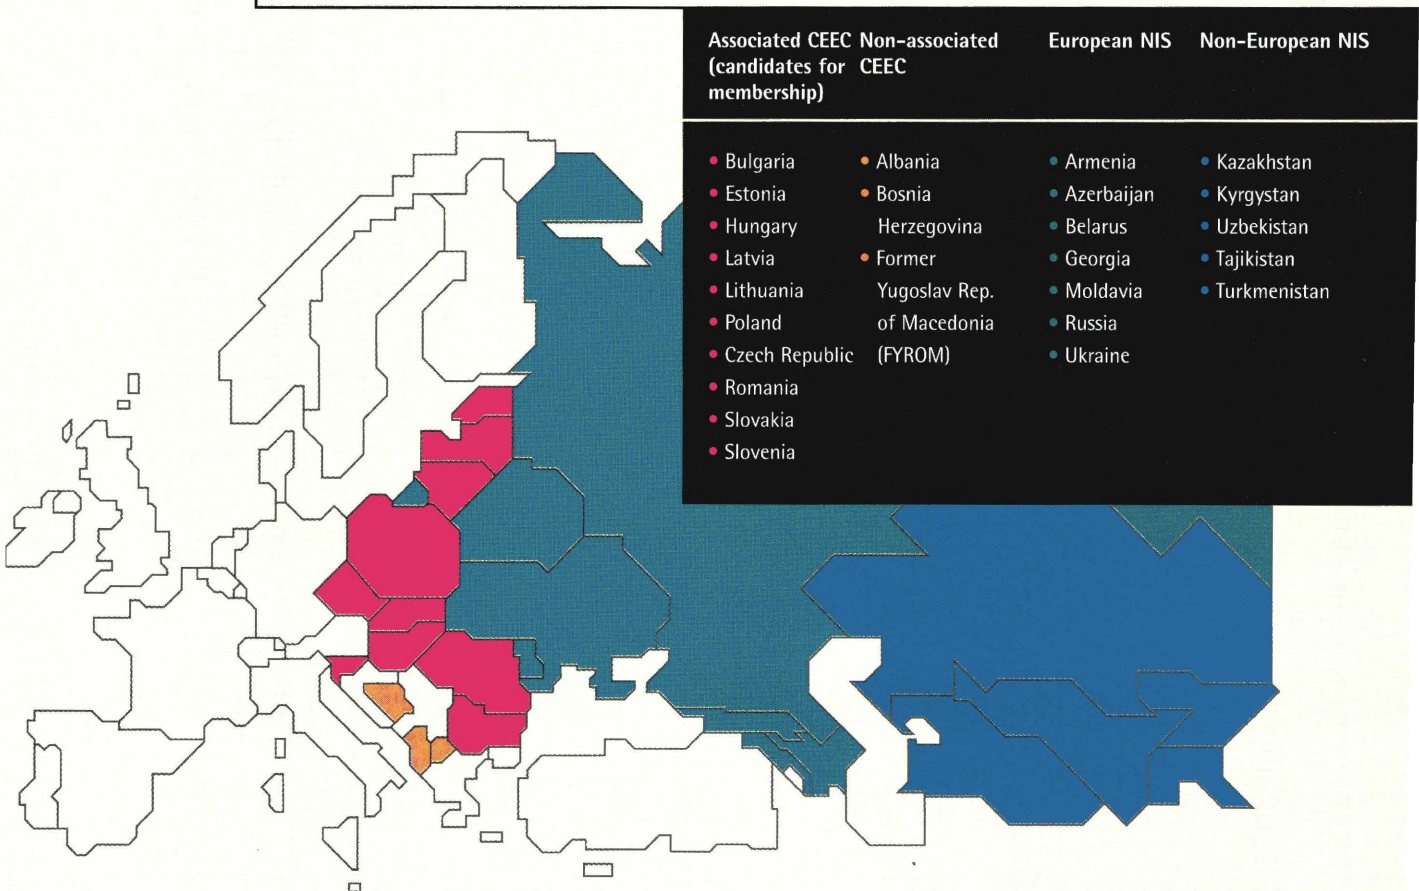 Associated CEEC
(candidates for
membership)
Non-associated
CEEC
European NIS
Non-European NIS
• Bulgaria
• Estonia
• Hungary
• Latvia
• Lithuania
• Poland
• Czech Republic
• Romania
• Slovakia
• Slovenia
• Albania
• Bosnia
Herzegovina
• Former
Yugoslav Rep.
of Macedonia
(FYROM)
• Armenia
• Azerbaijan
• Belarus
• Georgia
• Moldavia
• Russia
• Ukraine
• Kazakhstan
• Kyrgystan
• Uzbekistan
• Tajikistan
• Turkmenistan